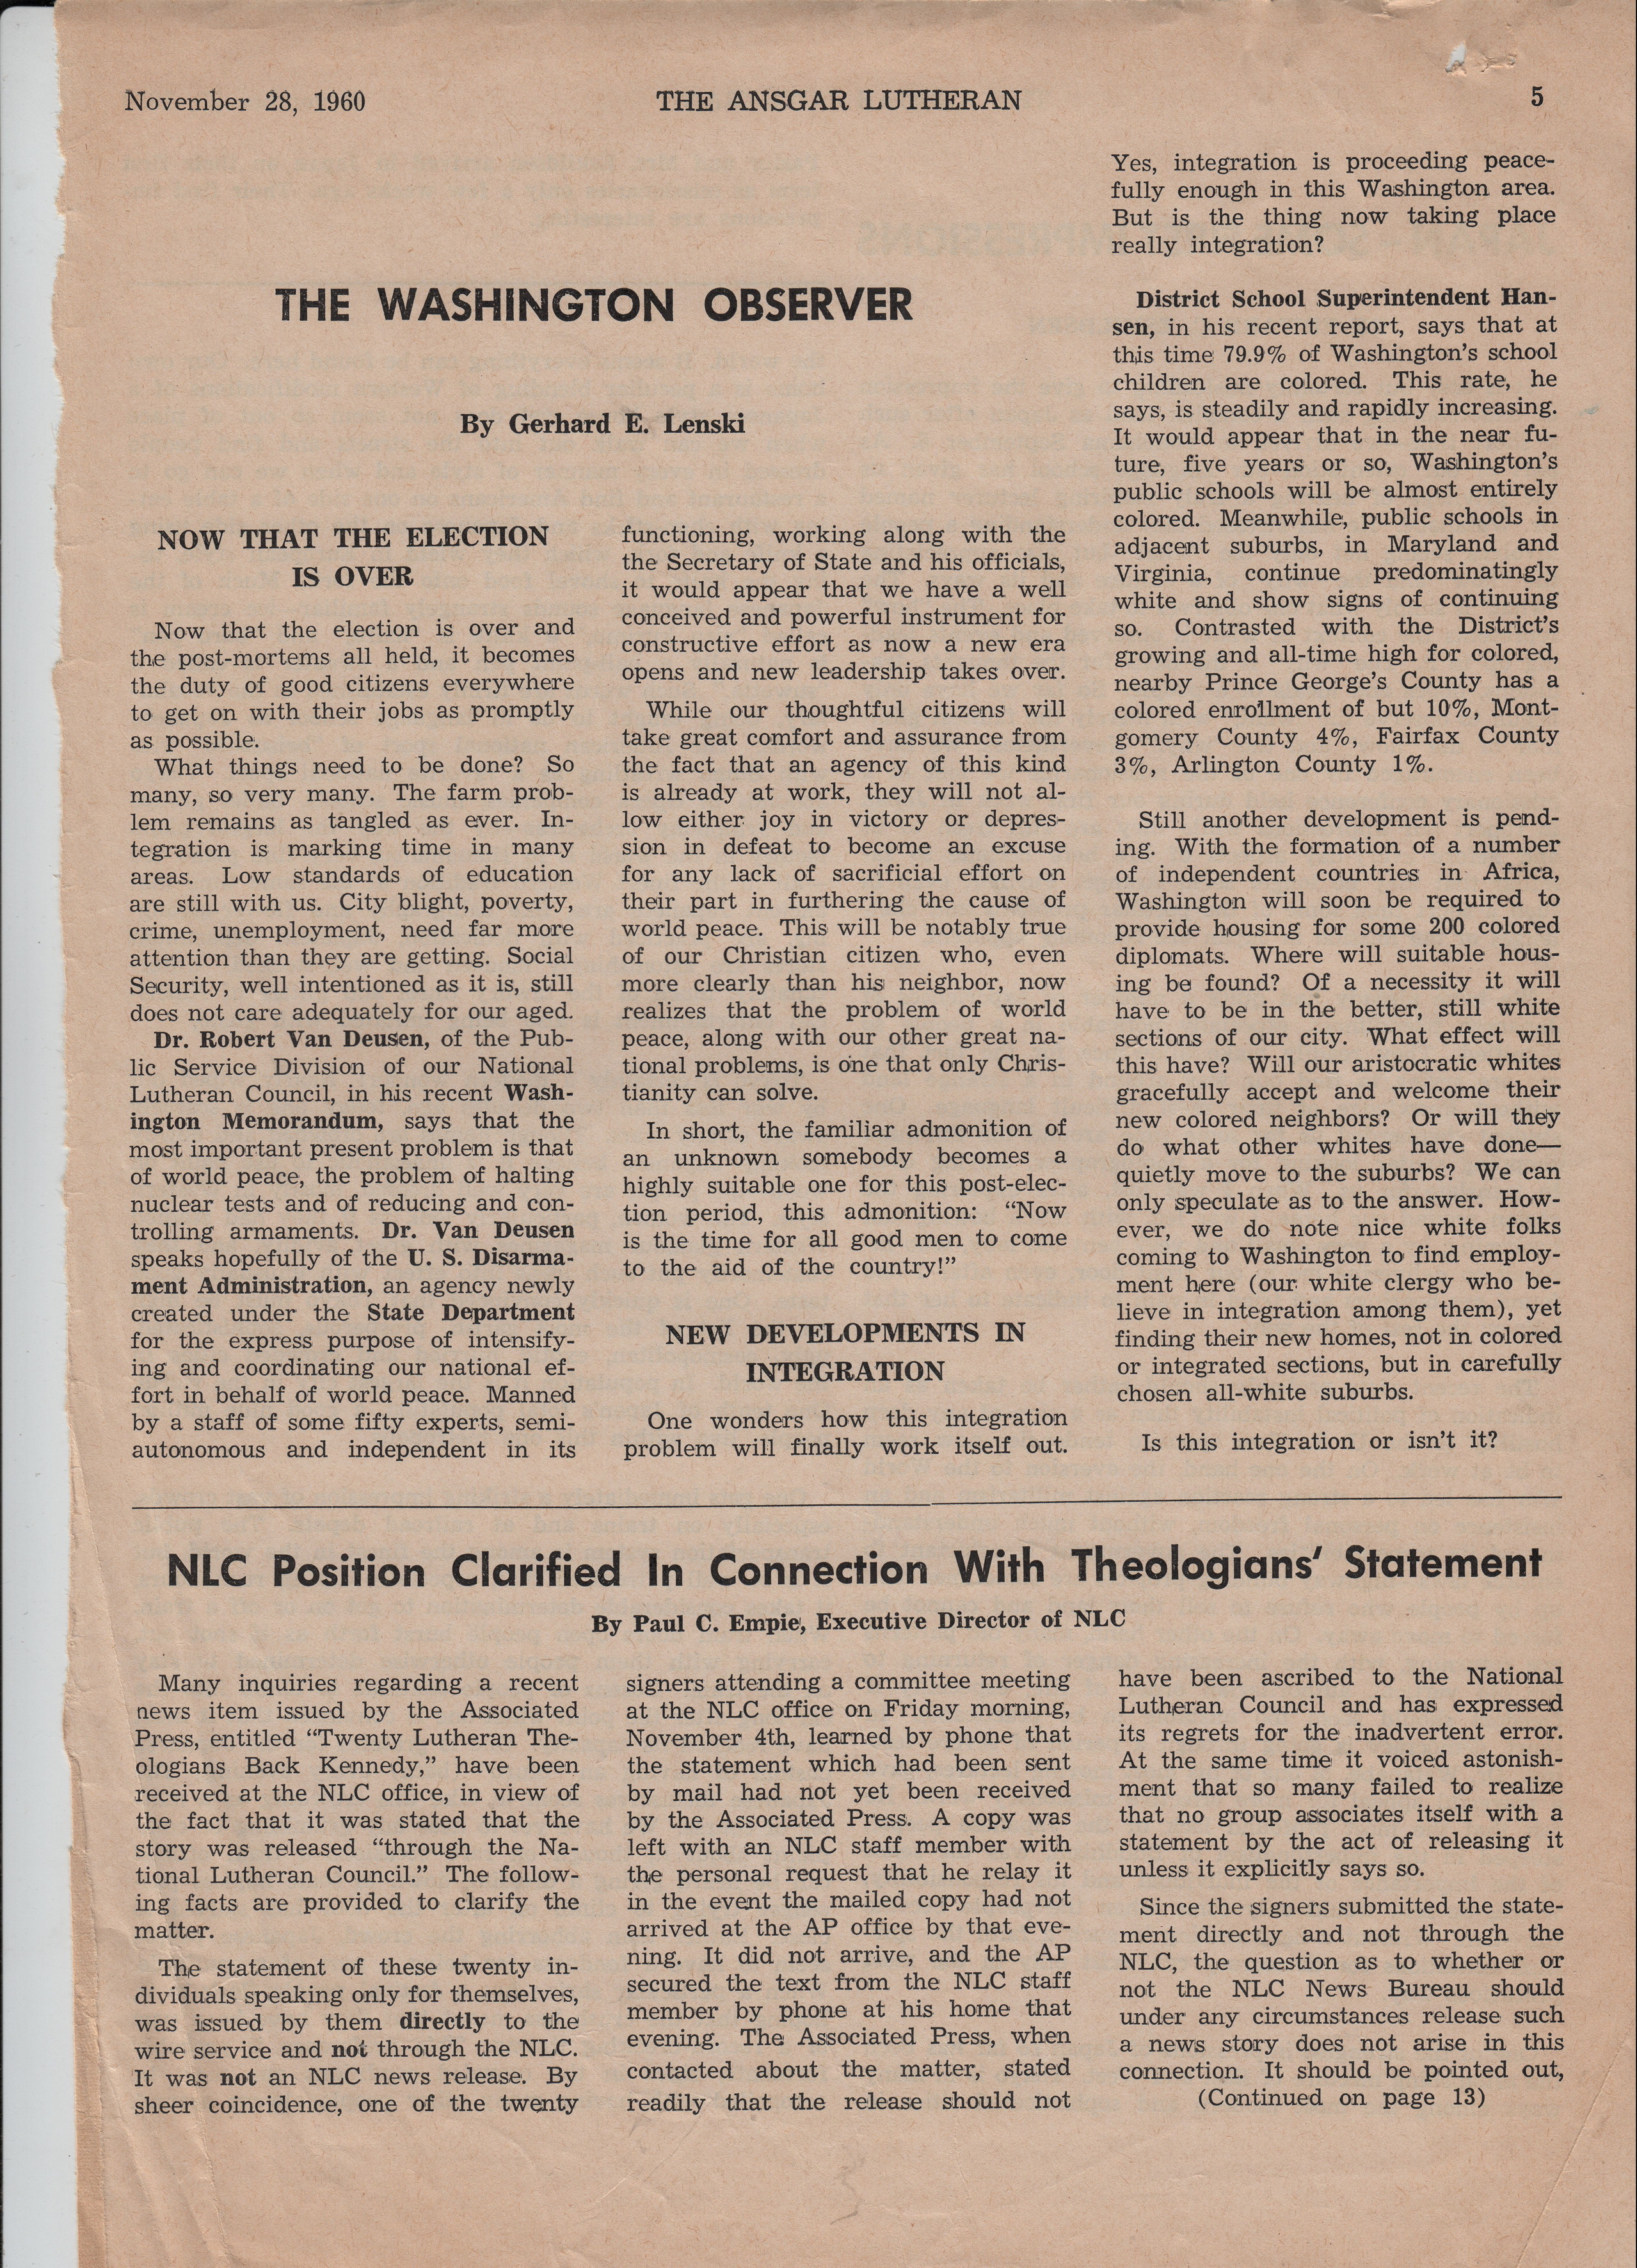 November 28, 1960
THE ANSGAR LUTHERAN
5
THE WASHINGTON OBSERVER
By Gerhard E. Lenski
NOW THAT THE ELECTION
IS OVER
Now that the election is over and
the post-mortems all held, it becomes
the duty of good citizens everywhere
to get on with their jobs as promptly
as possible.
What things need to be done? So
many, so very many. The farm prob-
lem remains as tangled as ever. In-
tegration is marking time in many
areas. Low standards of education
are still with us. City blight, poverty,
crime, unemployment, need far more
attention than they are getting. Social
Security, well intentioned as it is, still
does not care adequately for our aged.
Dr. Robert Van Deusen, of the Pub-
lic Service Division of our National
Lutheran Council, in his recent Wash-
ington Memorandum, says that the
most important present problem is that
of world peace, the problem of halting
nuclear tests and of reducing and con-
trolling armaments. Dr. Van Deusen
speaks hopefully of the U. S. Disarma-
ment Administration, an agency newly
created under the State Department
for the express purpose of intensify-
ing and coordinating our national ef-
fort in behalf of world peace. Manned
by a staff of some fifty experts, semi-
autonomous and independent in its
functioning, working along with the
the Secretary of State and his officials,
it would appear that we have a well
conceived and powerful instrument for
constructive effort as now a new era
opens and new leadership takes over.
While our thoughtful citizens will
take great comfort and assurance from
the fact that an agency of this kind
is already at work, they will not al-
low either joy in victory or depres-
sion in defeat to become an excuse
for any lack of sacrificial effort on
their part in furthering the cause of
world peace. This will be notably true
of our Christian citizen who, even
more clearly than his neighbor, now
realizes that the problem of world
peace, along with our other great na-
tional problems, is one that only Chris-
tianity can solve.
In short, the familiar admonition of
an unknown somebody becomes a
highly suitable one for this post-elec-
tion period, this admonition: “Now
is the time for all good men to come
to the aid of the country!”
NEW DEVELOPMENTS IN
INTEGRATION
One wonders how this integration
problem will finally work itself out.
Yes, integration is proceeding peace-
fully enough in this Washington area.
But is the thing now taking place
really integration?
District School Superintendent Han-
sen, in his recent report, says that at
this time 79.9% of Washington’s school
children are colored. This rate, he
says, is steadily and rapidly increasing.
It would appear that in the near fu-
ture, five years or so, Washington’s
public schools will be almost entirely
colored. Meanwhile, public schools in
adjacent suburbs, in Maryland and
Virginia, continue predominatingly
white and show signs of continuing
so. Contrasted with the District’s
growing and all-time high for colored,
nearby Prince George’s County has a
colored enrollment of but 10%, Mont-
gomery County 4%, Fairfax County
3%, Arlington County 1%.
Still another development is pend-
ing. With the formation of a number
of independent countries in Africa,
Washington will soon be required to
provide housing for some 200 colored
diplomats. Where will suitable hous-
ing be found? Of a necessity it will
have to be in the better, still white
sections of our city. What effect will
this have? Will our aristocratic whites
gracefully accept and welcome their
new colored neighbors? Or will they
do what other whites have done—
quietly move to the suburbs? We can
only speculate as to the answer. How-
ever, we do note nice white folks
coming to Washington to find employ-
ment here (our white clergy who be-
lieve in integration among them), yet
finding their new homes, not in colored
or integrated sections, but in carefully
chosen all-white suburbs.
Is this integration or isn’t it?
NLC Position Clarified In Connection With Theologians’ Statement
By Paul C. Empie, Executive Director of NLC
Many inquiries regarding a recent
news item issued by the Associated
Press, entitled “Twenty Lutheran The-
ologians Back Kennedy,” have been
received at the NLC office, in view of
the fact that it was stated that the
story was released “through the Na-
tional Lutheran Council.” The follow-
ing facts are provided to clarify the
matter.
The statement of these twenty in-
dividuals speaking only for themselves,
was issued by them directly to the
wire service and not through the NLC.
It was not an NLC news release. By
sheer coincidence, one of the twenty
signers attending a committee meeting
at the NLC office on Friday morning,
November 4th, learned by phone that
the statement which had been sent
by mail had not yet been received
by the Associated Press. A copy was
left with an NLC staff member with
the personal request that he relay it
in the event the mailed copy had not
arrived at the AP office by that eve-
ning. It did not arrive, and the AP
secured the text from the NLC staff
member by phone at his home that
evening. The Associated Press, when
contacted about the matter, stated
readily that the release should not
have been ascribed to the National
Lutheran Council and has expressed
its regrets for the inadvertent error.
At the same time it voiced astonish-
ment that so many failed to realize
that no group associates itself with a
statement by the act of releasing it
unless it explicitly says so.
Since the signers submitted the state-
ment directly and not through the
NLC, the question as to whether or
not the NLC News Bureau should
under any circumstances release such
a news story does not arise in this
connection. It should be pointed out,
(Continued on page 13)